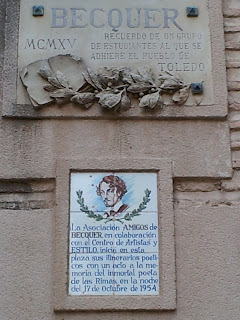 BECQUER
MCMXV
RECUERDO DE UN GRUPO
DE ESTUDIANTES AL QUE SE
ADHIERE EL PUEBLO DE
TOLEDO
La Asociación AMIGOS de
BECQUER, en colaboración
con el Centro de Artistas y
ESTILO, inició en esta
plaza sus itinerarios poéti
cos con un acto a la me
moria del inmortal poeta
de las Rimas, en la noche
del 17 de Octubre de 1954